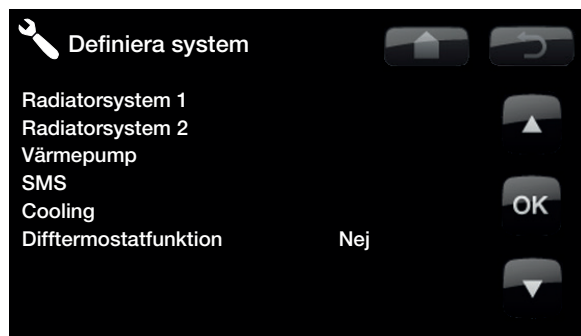 Definiera system
Radiatorsystem 1
Radiatorsystem 2
Värmepump
SMS
Cooling
Difftermostatfunktion Nej
OK